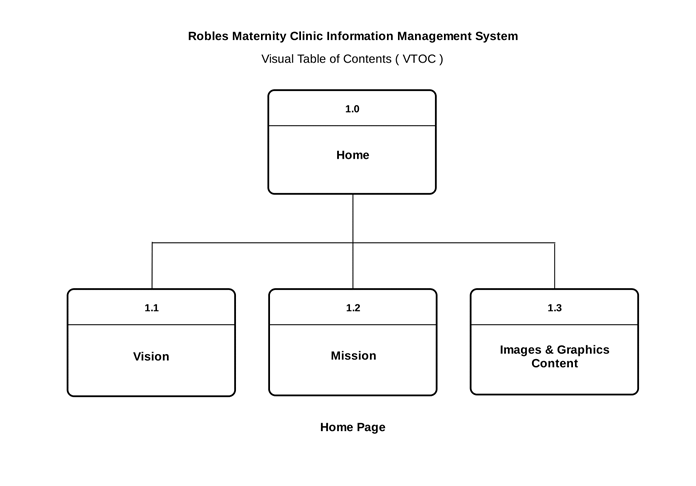 Robles Maternity Clinic Information Management System
Visual Table of Contents ( VTOC )
1.0
Home
1.1
Vision
1.2
Mission
1.3
Images & Graphics
Content
Home Page